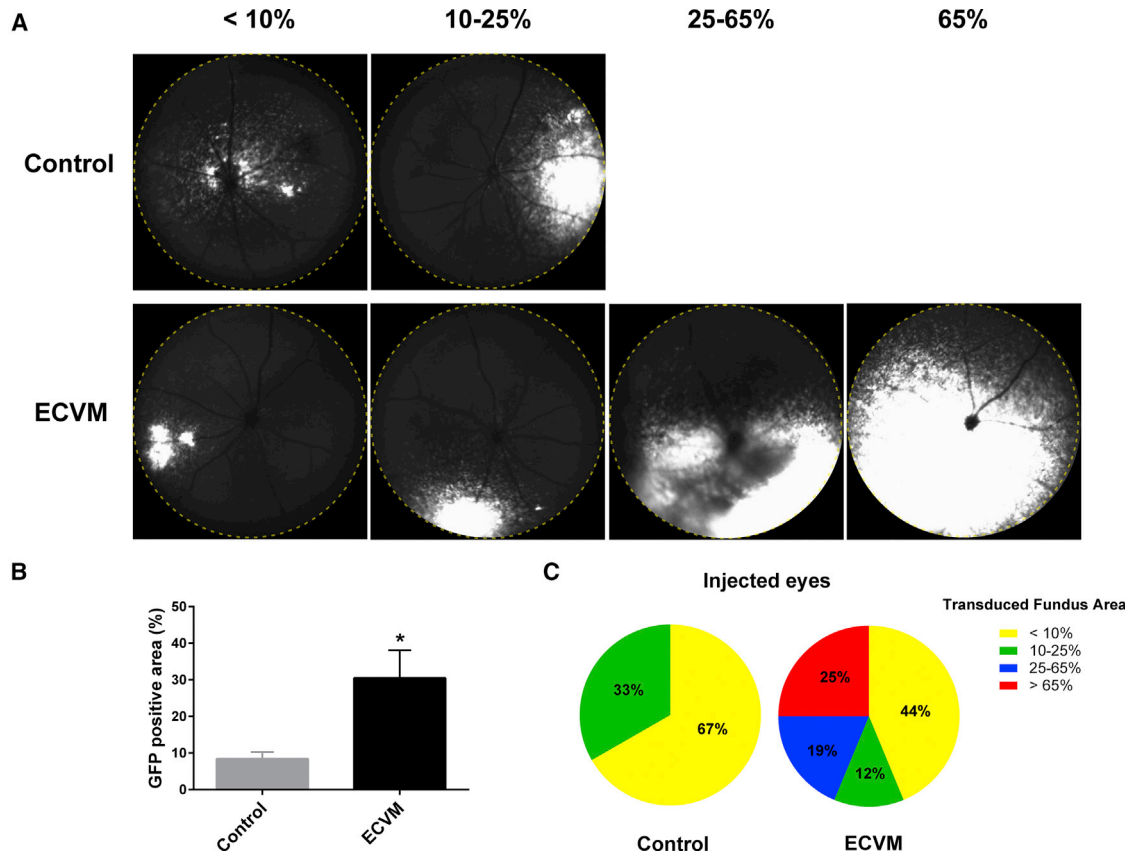 A
< 10%
10-25%
25-65%
65%
Control
ECVM
B
GFP positive area (%)
50
40
30
20
10
0
*
Control
ECVM
C
Injected eyes
Transduced Fundus Area
< 10%
10-25%
25-65%
> 65%
33%
67%
25%
44%
19%
12%
Control
ECVM